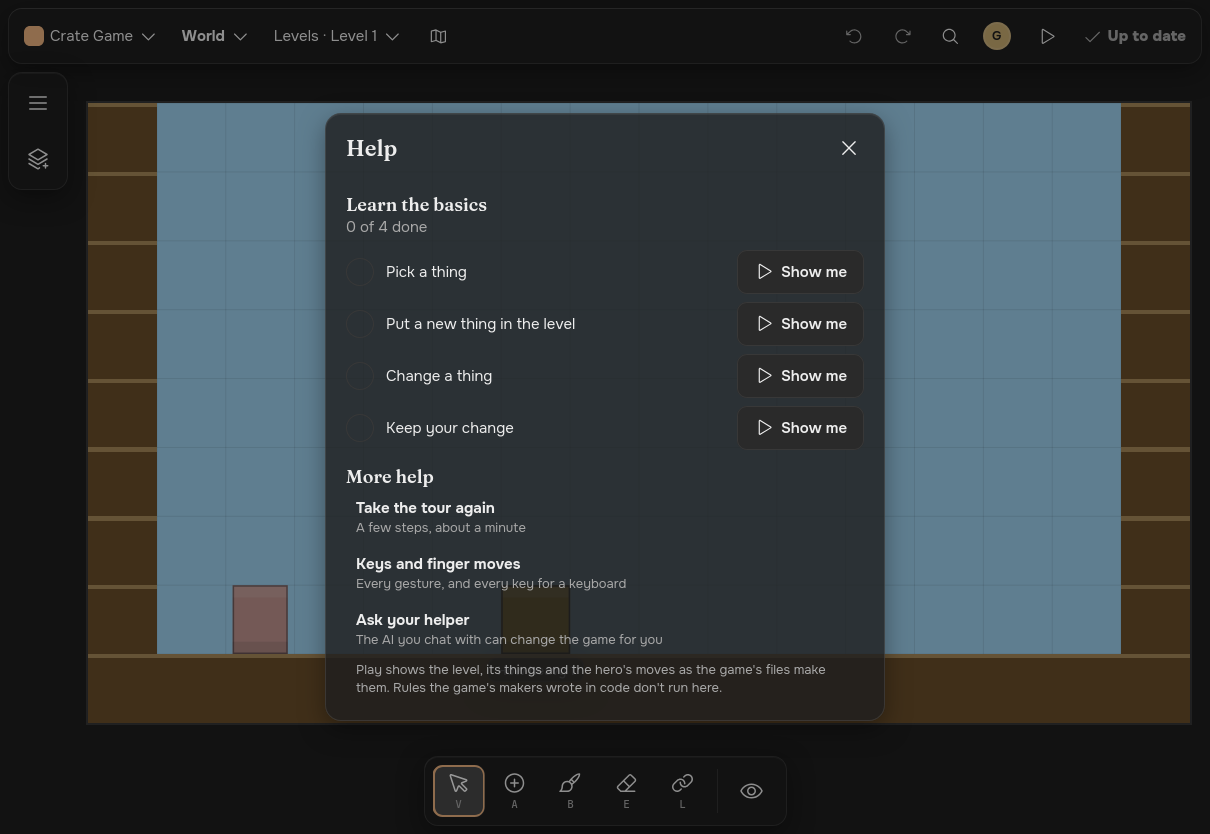 Crate Game
World
Levels · Level 1
G
Up to date
Help
Learn the basics
0 of 4 done
Pick a thing
Show me
Put a new thing in the level
Show me
Change a thing
Show me
Keep your change
Show me
More help
Take the tour again
A few steps, about a minute
Keys and finger moves
Every gesture, and every key for a keyboard
Ask your helper
The AI you chat with can change the game for you
Play shows the level, its things and the hero's moves as the game's files make
them. Rules the game's makers wrote in code don't run here.
V
A
B
E
L